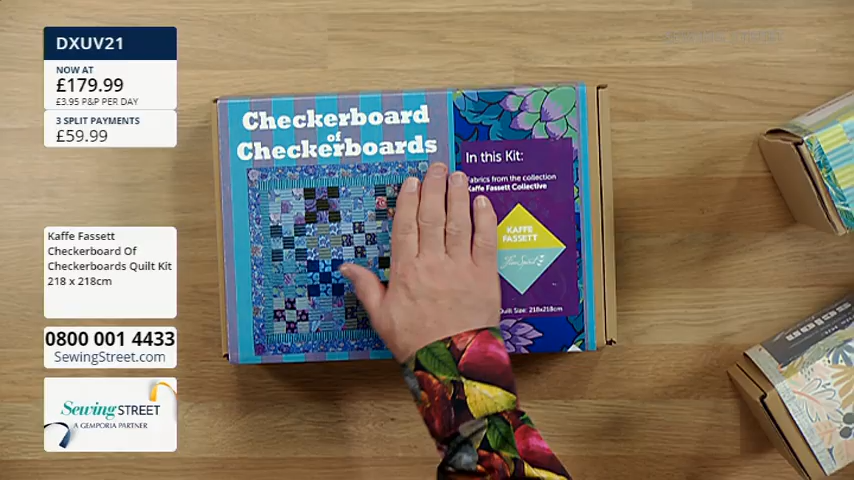 DXUV21
NOW AT
£179.99
£3.95 P&P PER DAY
3 SPLIT PAYMENTS
£59.99
Kaffe Fassett
Checkerboard Of
Checkerboards Quilt Kit
218 x 218cm
0800 001 4433
SewingStreet.com
Sewing STREET
A GEMPORIA PARTNER
Checkerboard
of
Checkerboards
In this Kit:
Fabrics from the collection
Kaffe Fassett Collective
KAFFE
FASSETT
FreeSpirit
Quilt Size: 218x218cm